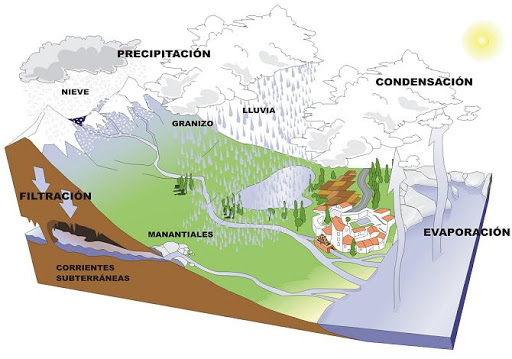 PRECIPITACIÓN
CONDENSACIÓN
NIEVE
LLUVIA
GRANIZO
FILTRACIÓN
MANANTIALES
EVAPORACIÓN
CORRIENTES
SUBTERRÁNEAS